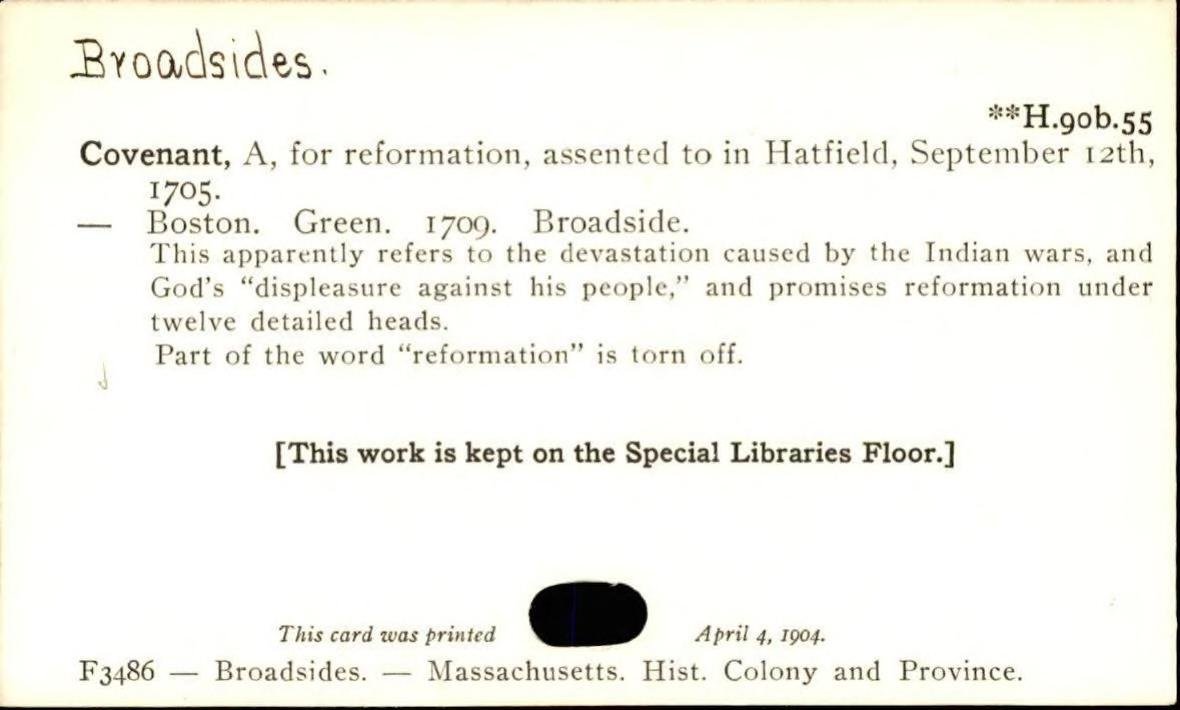 Broadsides.
**H.90b.55
Covenant, A, for reformation, assented to in Hatfield, September 12th,
1705.
— Boston. Green. 1709. Broadside.
This apparently refers to the devastation caused by the Indian wars, and
God's "displeasure against his people," and promises reformation under
twelve detailed heads.
Part of the word "reformation" is torn off.
[This work is kept on the Special Libraries Floor.]
This card was printed April 4, 1904.
F3486 — Broadsides. — Massachusetts. Hist. Colony and Province.